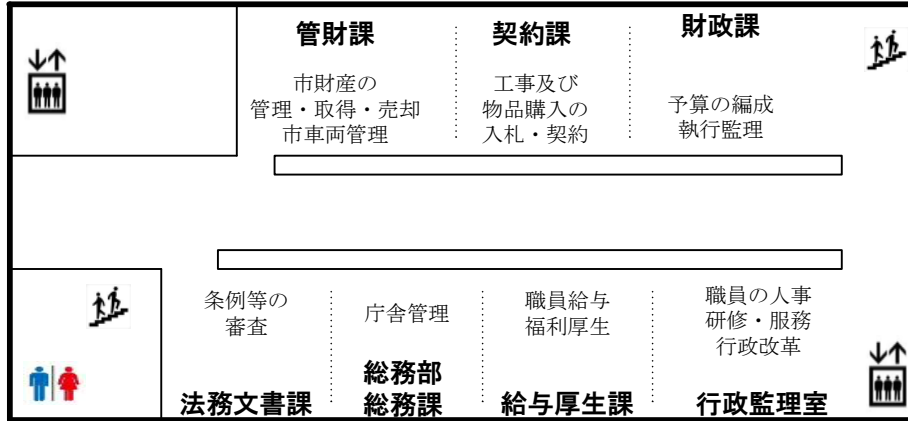 管財課
市財産の
管理・取得・売却
市車両管理
契約課
工事及び
物品購入の
入札・契約
財政課
予算の編成
執行監理
条例等の
審査
法務文書課
庁舎管理
総務部
総務課
職員給与
福利厚生
給与厚生課
職員の人事
研修・服務
行政改革
行政監理室